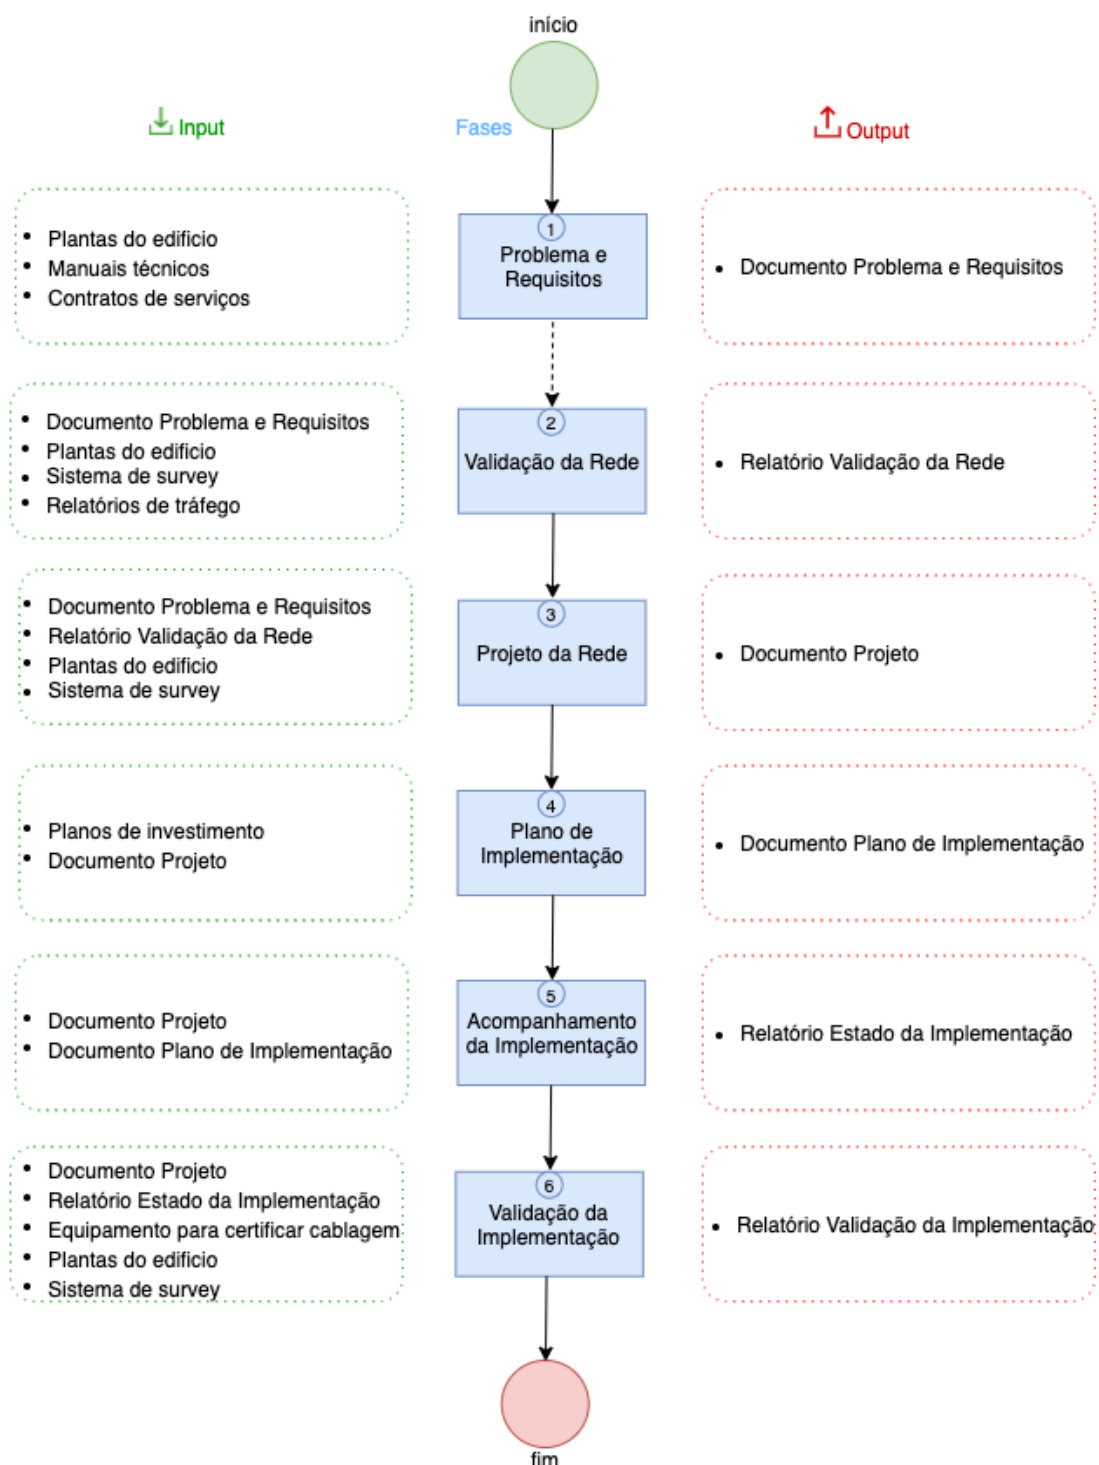 início
Input
Fases
Output
Plantas do edificio
Manuais técnicos
Contratos de serviços
1
Problema e
Requisitos
Documento Problema e Requisitos
Documento Problema e Requisitos
Plantas do edificio
Sistema de survey
Relatórios de tráfego
2
Validação da Rede
Relatório Validação da Rede
Documento Problema e Requisitos
Relatório Validação da Rede
Plantas do edificio
Sistema de survey
3
Projeto da Rede
Documento Projeto
Planos de investimento
Documento Projeto
4
Plano de
Implementação
Documento Plano de Implementação
Documento Projeto
Documento Plano de Implementação
5
Acompanhamento
da Implementação
Relatório Estado da Implementação
Documento Projeto
Relatório Estado da Implementação
Equipamento para certificar cablagem
Plantas do edificio
Sistema de survey
6
Validação da
Implementação
Relatório Validação da Implementação
fim